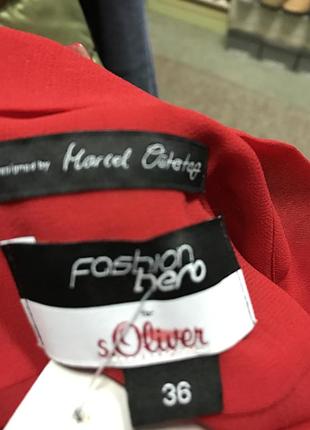 designed by Marcel Ostertag
Fashion
hero
for
s.Oliver
36